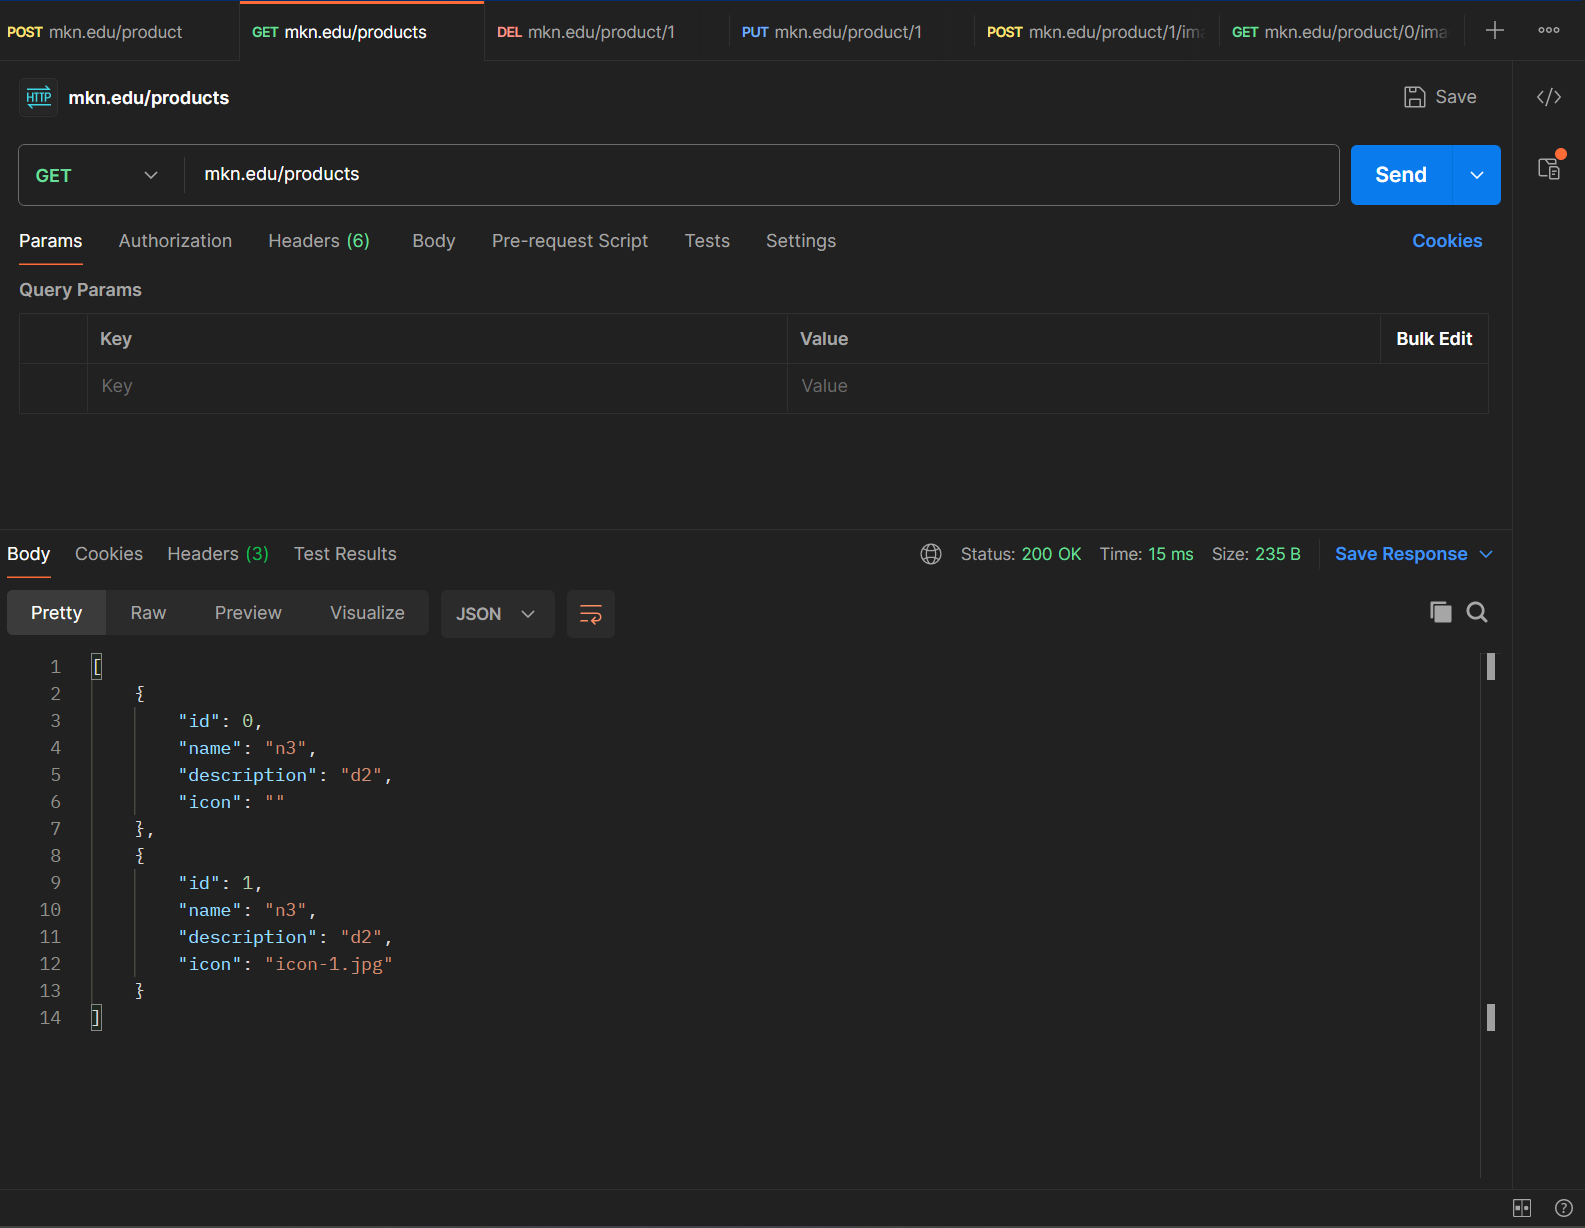 POST mkn.edu/product GET mkn.edu/products DEL mkn.edu/product/1 PUT mkn.edu/product/1 POST mkn.edu/product/1/ima GET mkn.edu/product/0/ima
HTTP mkn.edu/products Save </>
GET mkn.edu/products Send
Params Authorization Headers (6) Body Pre-request Script Tests Settings Cookies
Query Params
Key Value Bulk Edit
Key Value
Body Cookies Headers (3) Test Results Status: 200 OK Time: 15 ms Size: 235 B Save Response
Pretty Raw Preview Visualize JSON
1 [
2 {
3 "id": 0,
4 "name": "n3",
5 "description": "d2",
6 "icon": ""
7 },
8 {
9 "id": 1,
10 "name": "n3",
11 "description": "d2",
12 "icon": "icon-1.jpg"
13 }
14 ]